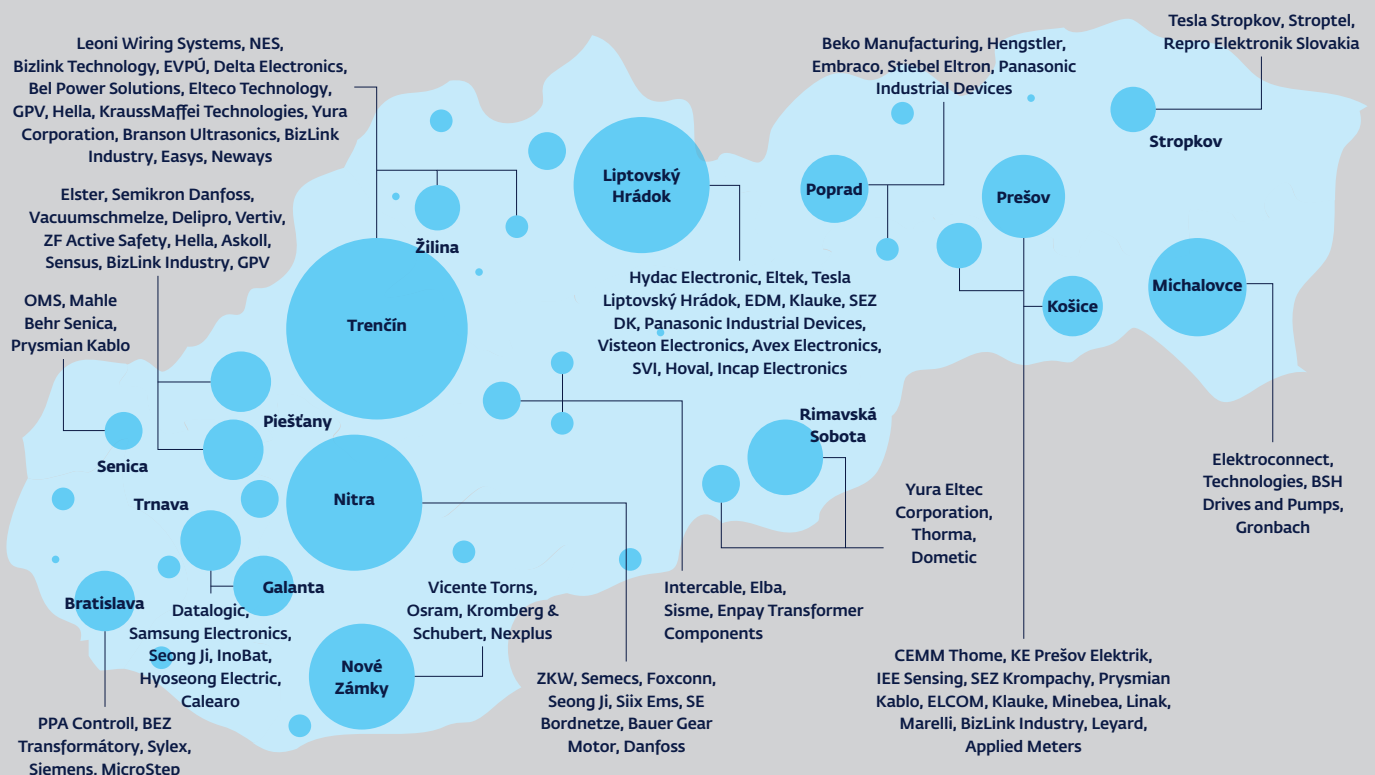 Leoni Wiring Systems, NES,
Bizlink Technology, EVPÚ, Delta Electronics,
Bel Power Solutions, Elteco Technology,
GPV, Hella, KraussMaffei Technologies, Yura
Corporation, Branson Ultrasonics, BizLink
Industry, Easys, Neways
Elster, Semikron Danfoss,
Vacuumschmelze, Delipro, Vertiv,
ZF Active Safety, Hella, Askoll,
Sensus, BizLink Industry, GPV
OMS, Mahle
Behr Senica,
Prysmian Kablo
Beko Manufacturing, Hengstler,
Embraco, Stiebel Eltron, Panasonic
Industrial Devices
Tesla Stropkov, Stroptel,
Repro Elektronik Slovakia
Stropkov
Liptovský
Hrádok
Poprad
Prešov
Žilina
Trenčín
Hydac Electronic, Eltek, Tesla
Liptovský Hrádok, EDM, Klauke, SEZ
DK, Panasonic Industrial Devices,
Visteon Electronics, Avex Electronics,
SVI, Hoval, Incap Electronics
Košice
Michalovce
Piešťany
Senica
Trnava
Nitra
Rimavská
Sobota
Yura Eltec
Corporation,
Thorma,
Dometic
Elektroconnect,
Technologies, BSH
Drives and Pumps,
Gronbach
Bratislava
Galanta
Datalogic,
Samsung Electronics,
Seong Ji, InoBat,
Hyoseong Electric,
Calearo
Vicente Torns,
Osram, Kromberg &
Schubert, Nexplus
Nové
Zámky
Intercable, Elba,
Sisme, Enpay Transformer
Components
PPA Controll, BEZ
Transformátory, Sylex,
Siemens, MicroStep
ZKW, Semecs, Foxconn,
Seong Ji, Siix Ems, SE
Bordnetze, Bauer Gear
Motor, Danfoss
CEMM Thome, KE Prešov Elektrik,
IEE Sensing, SEZ Krompachy, Prysmian
Kablo, ELCOM, Klauke, Minebea, Linak,
Marelli, BizLink Industry, Leyard,
Applied Meters